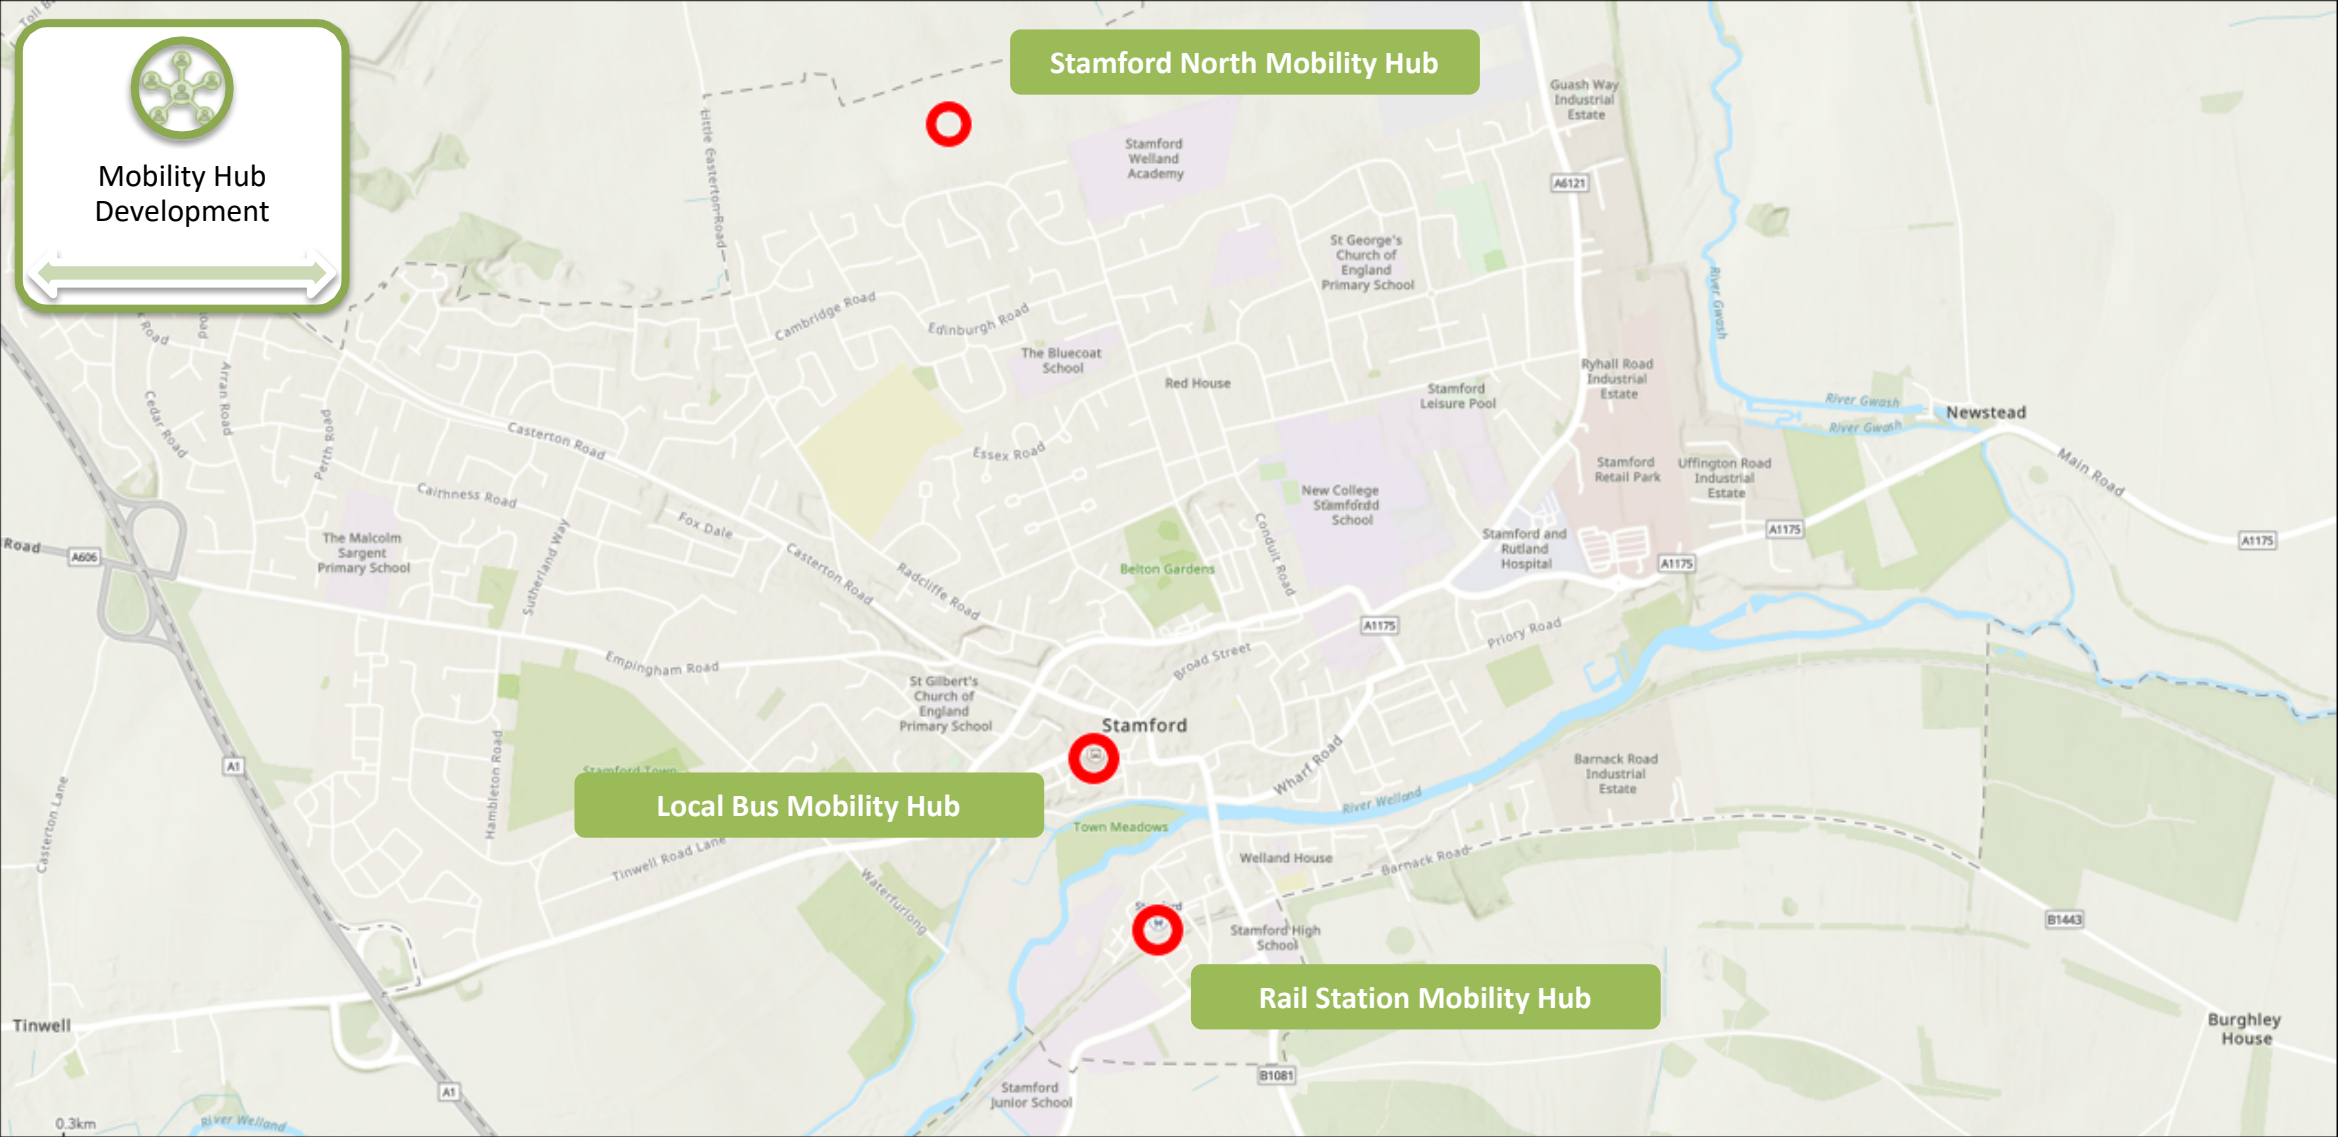 Toll B
Mobility Hub
Development
Stamford North Mobility Hub
Guash Way
Industrial
Estate
Little Casterton Road
Stamford
Welland
Academy
A6121
St George's
Church of
England
Primary School
River Gwash
Cambridge Road
Edinburgh Road
Road
oad
The Bluecoat
School
Red House
Ryhall Road
Industrial
Estate
Stamford
Leisure Pool
River Gwash
River Gwash
Newstead
Arran Road
Cedar Road
Perth Road
Casterton Road
Essex Road
Main Road
Stamford
Retail Park
Uffington Road
Industrial
Estate
Cairnness Road
New College
Stamfordd
School
Fox Dale
Conduit Road
A1175
A1175
A1175
The Malcolm
Sargent
Primary School
Sutherland Way
Road
A606
Casterton Road
Radcliffe Road
Belton Gardens
Stamford and
Rutland
Hospital
A1175
Priory Road
Empingham Road
Broad Street
St Gilbert's
Church of
England
Primary School
Stamford
A1
Hambleton Road
Casterton Lane
Stamford Town
Local Bus Mobility Hub
Wharf Road
River Welland
Barnack Road
Industrial
Estate
Town Meadows
Tinwell Road Lane
Welland House
Barnack Road
Waterfurlong
Stamford High
School
B1443
Rail Station Mobility Hub
Tinwell
Burghley
House
A1
B1081
Stamford
Junior School
River Welland
0.3km